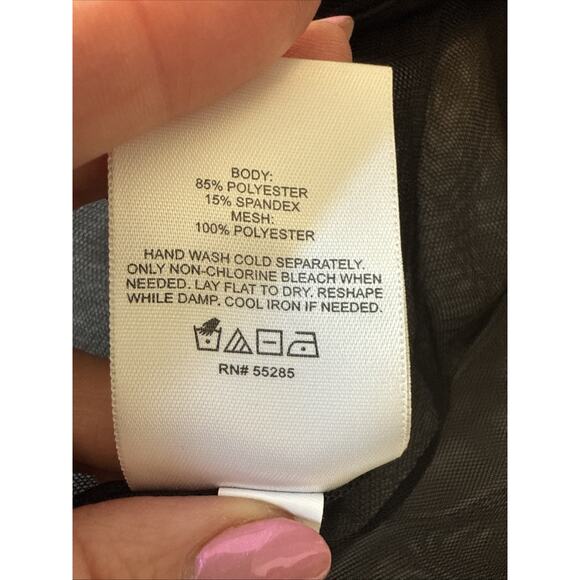 BODY:
85% POLYESTER
15% SPANDEX
MESH:
100% POLYESTER
HAND WASH COLD SEPARATELY.
ONLY NON-CHLORINE BLEACH WHEN
NEEDED. LAY FLAT TO DRY. RESHAPE
WHILE DAMP. COOL IRON IF NEEDED.
RN# 55285